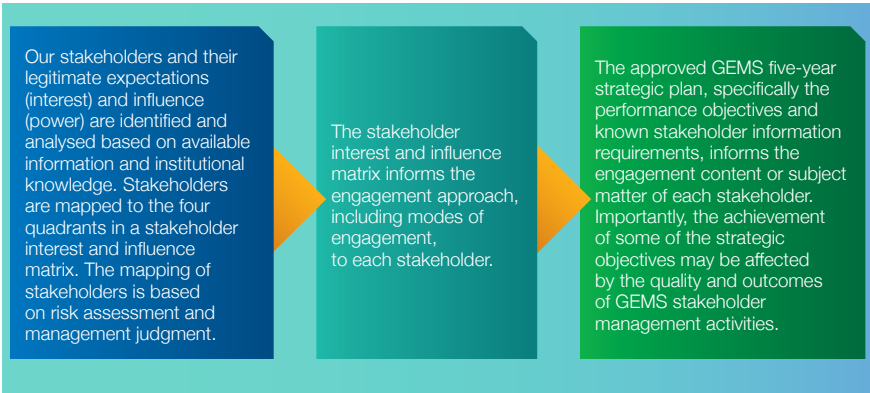 Our stakeholders and their
legitimate expectations
(interest) and influence
(power) are identified and
analysed based on available
information and institutional
knowledge. Stakeholders
are mapped to the four
quadrants in a stakeholder
interest and influence
matrix. The mapping of
stakeholders is based
on risk assessment and
management judgment.
The stakeholder
interest and influence
matrix informs the
engagement approach,
including modes of
engagement,
to each stakeholder.
The approved GEMS five-year
strategic plan, specifically the
performance objectives and
known stakeholder information
requirements, informs the
engagement content or subject
matter of each stakeholder.
Importantly, the achievement
of some of the strategic
objectives may be affected
by the quality and outcomes
of GEMS stakeholder
management activities.